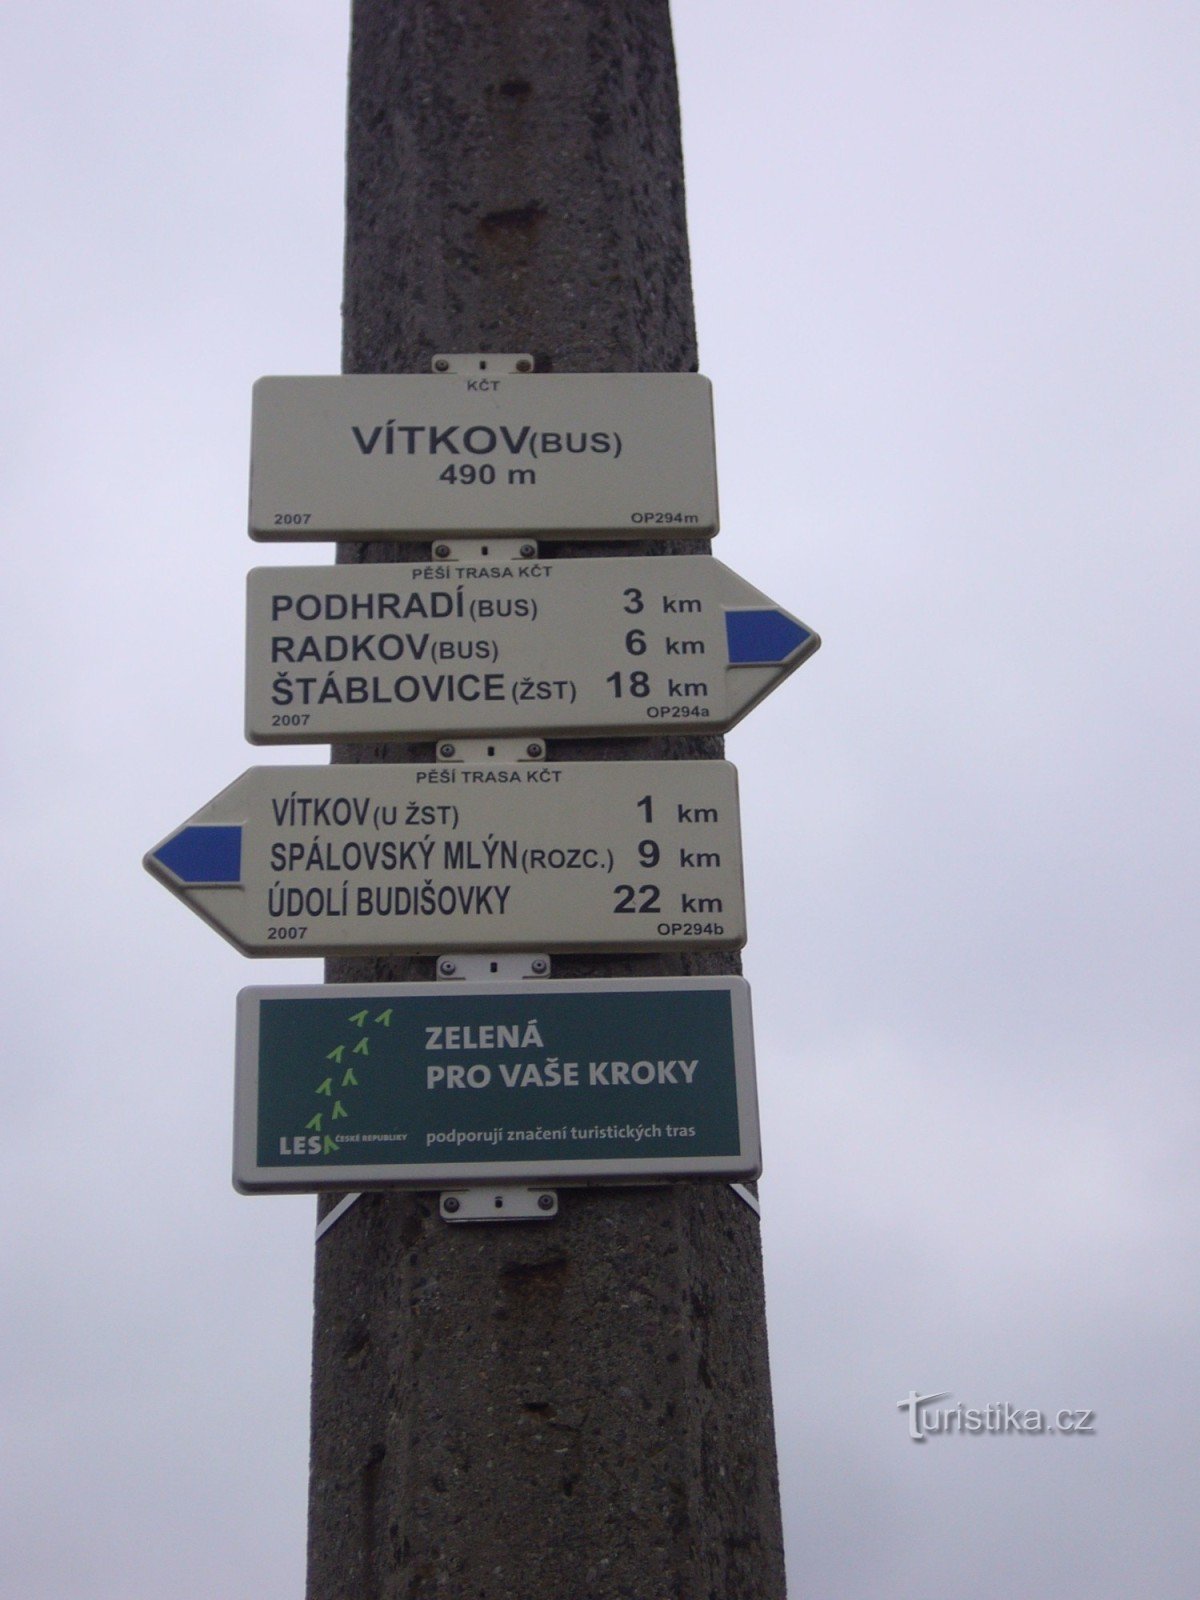 KČT
VÍTKOV(BUS)
490 m
2007 OP294m
PĚŠÍ TRASA KČT
PODHRADÍ(BUS) 3 km
RADKOV(BUS) 6 km
ŠTÁBLOVICE(ŽST) 18 km
2007 OP294a
PĚŠÍ TRASA KČT
VÍTKOV(U ŽST) 1 km
SPÁLOVSKÝ MLÝN(ROZC.) 9 km
ÚDOLÍ BUDIŠOVKY 22 km
2007 OP294b
ZELENÁ
PRO VAŠE KROKY
LESY ČESKÉ REPUBLIKY
podporují značení turistických tras
Turistika.cz